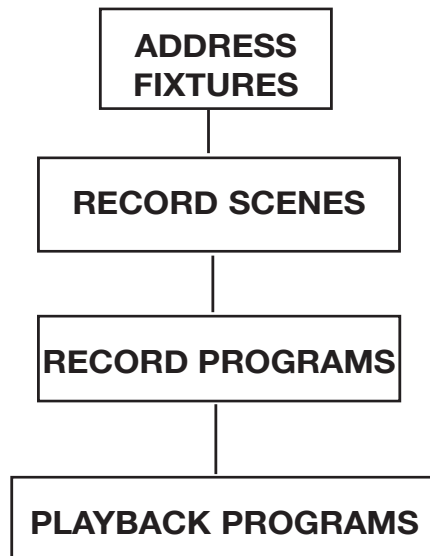 ADDRESS
FIXTURES
RECORD SCENES
RECORD PROGRAMS
PLAYBACK PROGRAMS